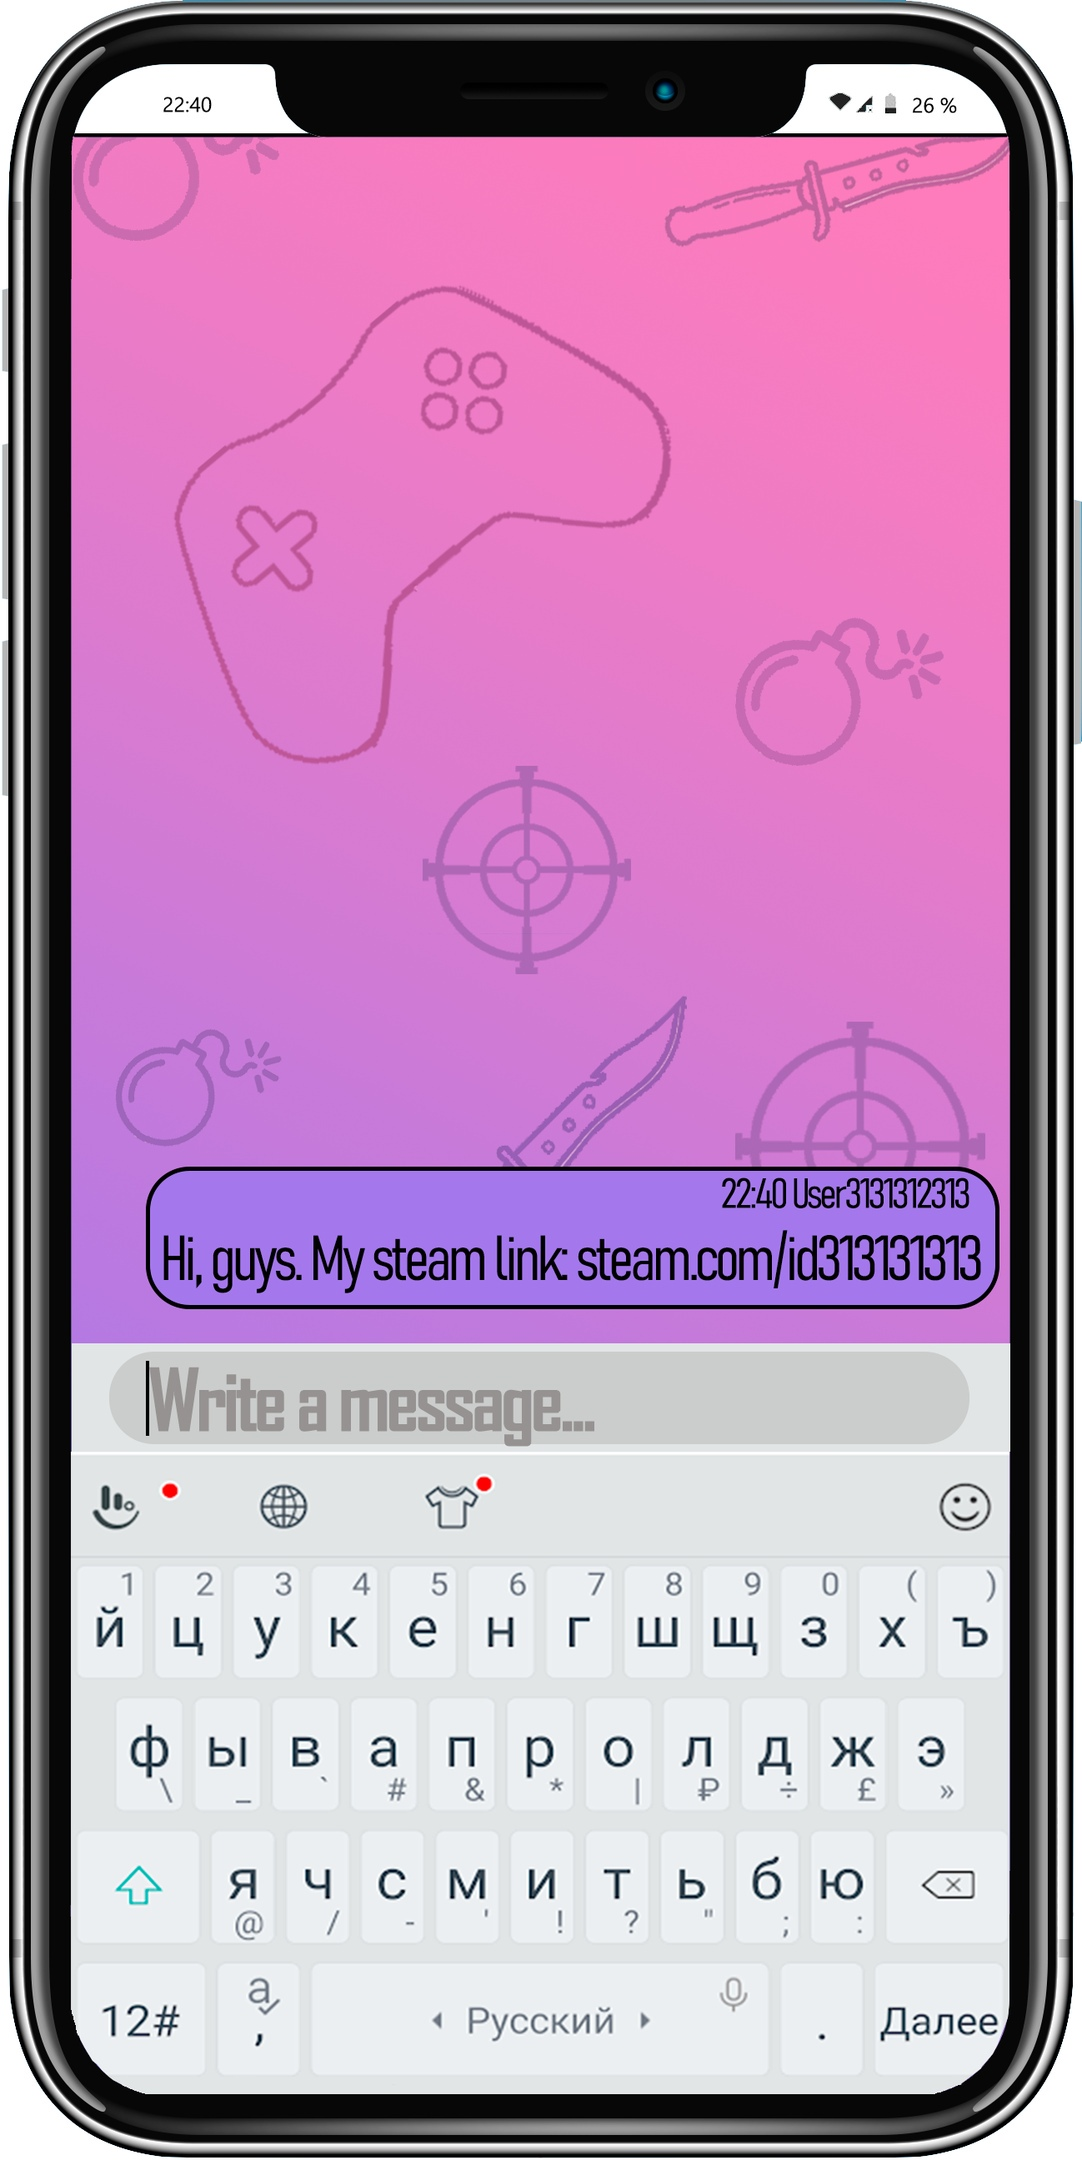 22:40 26 %
22:40 User3131312313
Hi, guys. My steam link: steam.com/id313131313
Write a message...
1 2 3 4 5 6 7 8 9 0 ( )
й ц у к е н г ш щ з х ъ
ф ы в а п р о л д ж э
\ _ ` # & * | ₽ ÷ £ »
я ч с м и т ь б ю
@ / - ' ! ? " ; :
12# а , Русский . Далее